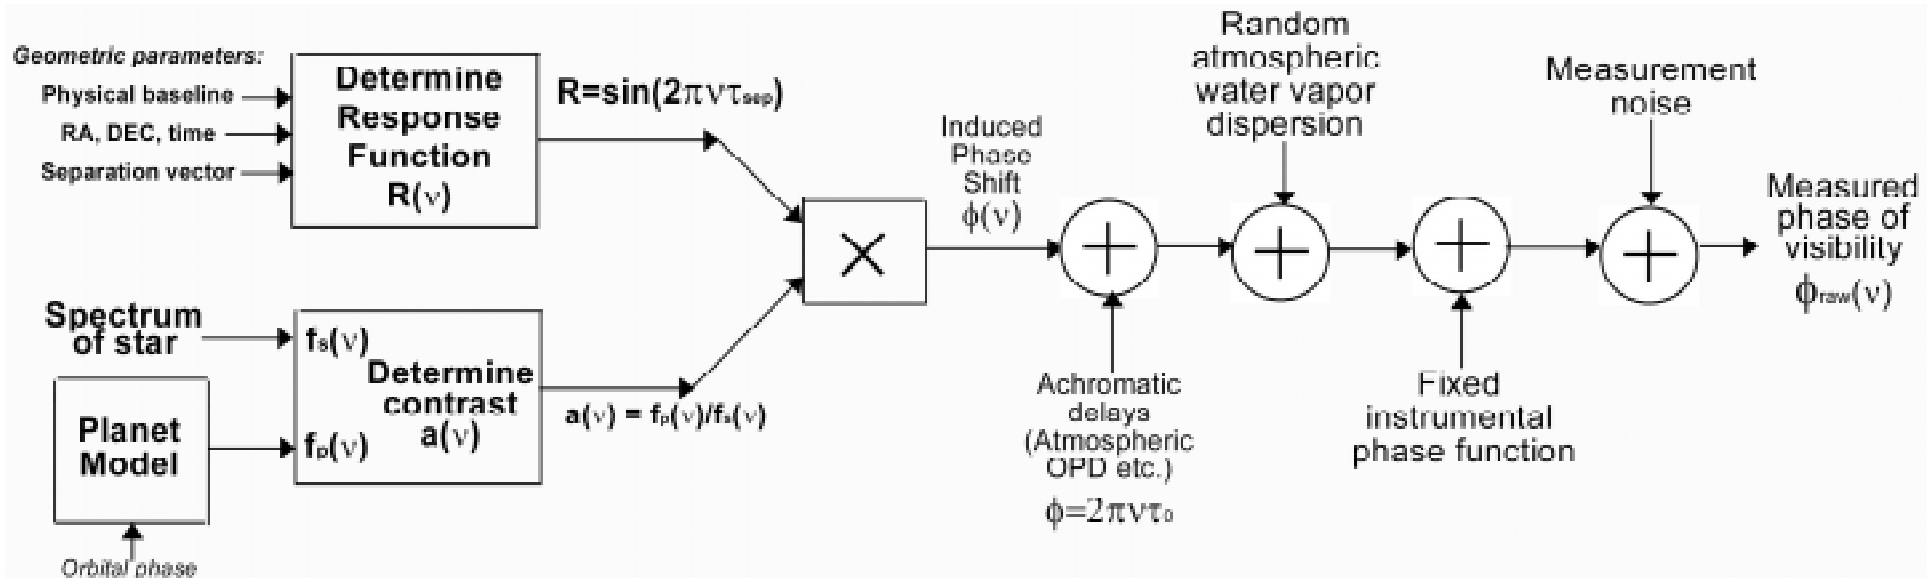 Geometric parameters:
Physical baseline
RA, DEC, time
Separation vector
Determine
Response
Function
R(ν)
R=sin(2πντsep)
Spectrum
of star
Planet
Model
Orbital phase
fs(ν)
fp(ν)
Determine
contrast
a(ν)
a(ν) = fp(ν)/fs(ν)
×
Induced
Phase
Shift
ϕ(ν)
+
Achromatic
delays
(Atmospheric
OPD etc.)
ϕ=2πντ0
Random
atmospheric
water vapor
dispersion
+
+
Fixed
instrumental
phase function
Measurement
noise
+
Measured
phase of
visibility
ϕraw(ν)